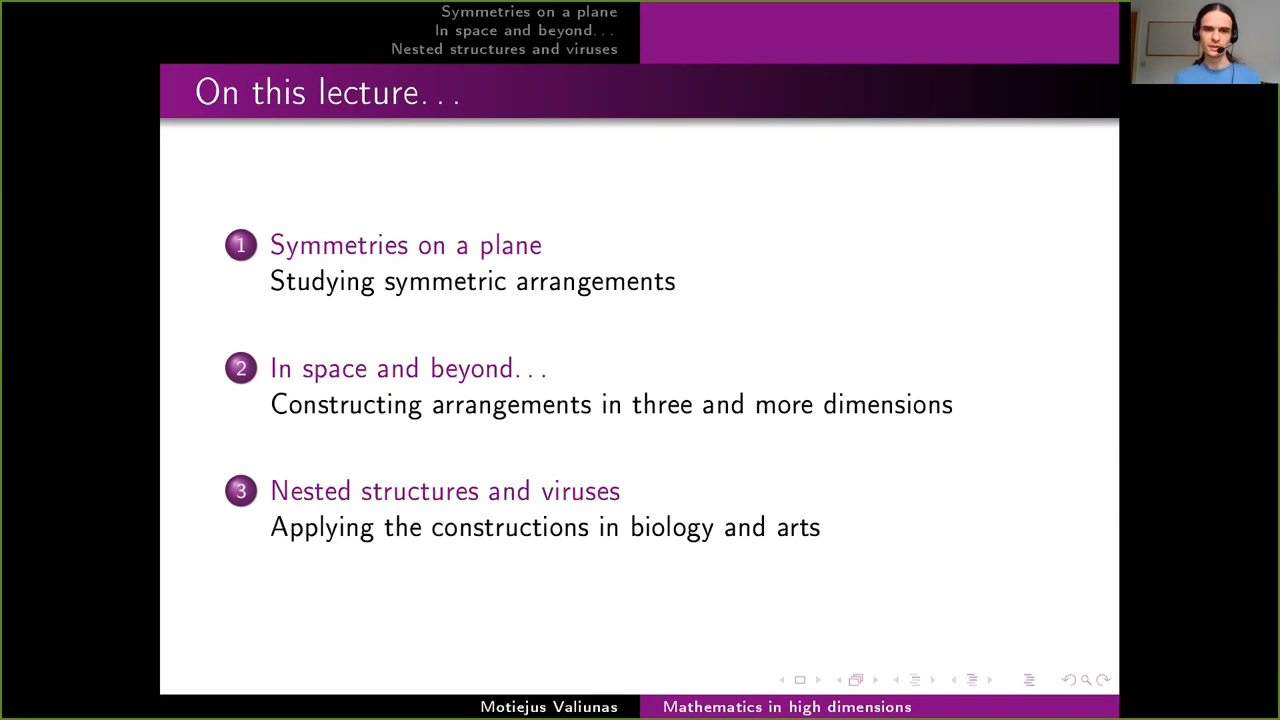 Symmetries on a plane
In space and beyond...
Nested structures and viruses
On this lecture...
1 Symmetries on a plane
Studying symmetric arrangements
2 In space and beyond...
Constructing arrangements in three and more dimensions
3 Nested structures and viruses
Applying the constructions in biology and arts
Motiejus Valiunas Mathematics in high dimensions